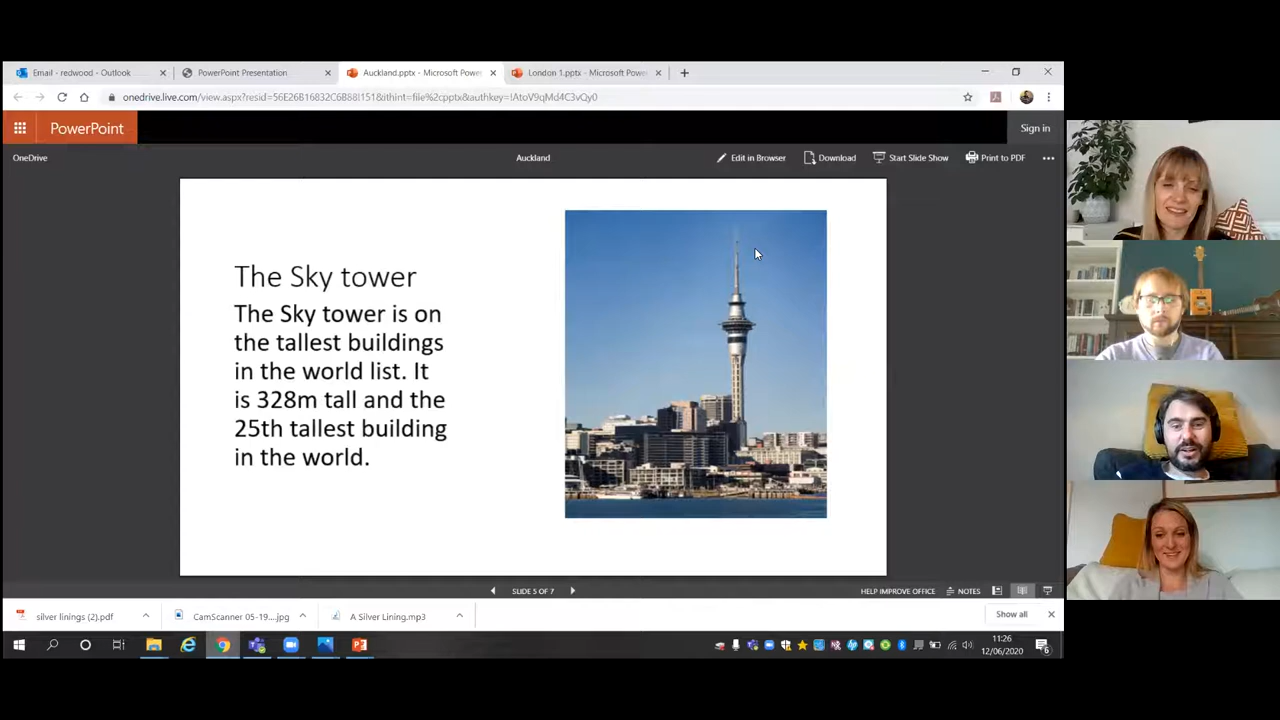 Email - redwood - Outlook
PowerPoint Presentation
Auckland.pptx - Microsoft Power
London 1.pptx - Microsoft Powe
onedrive.live.com/view.aspx?resid=56E26B16832C6B88!151&ithint=file%2cpptx&authkey=!AtoV9qMd4C3vQy0
PowerPoint
Sign in
OneDrive
Auckland
Edit in Browser
Download
Start Slide Show
Print to PDF
The Sky tower
The Sky tower is on
the tallest buildings
in the world list. It
is 328m tall and the
25th tallest building
in the world.
SLIDE 5 OF 7
HELP IMPROVE OFFICE
NOTES
silver linings (2).pdf
CamScanner 05-19....jpg
A Silver Lining.mp3
Show all
11:26
12/06/2020
6